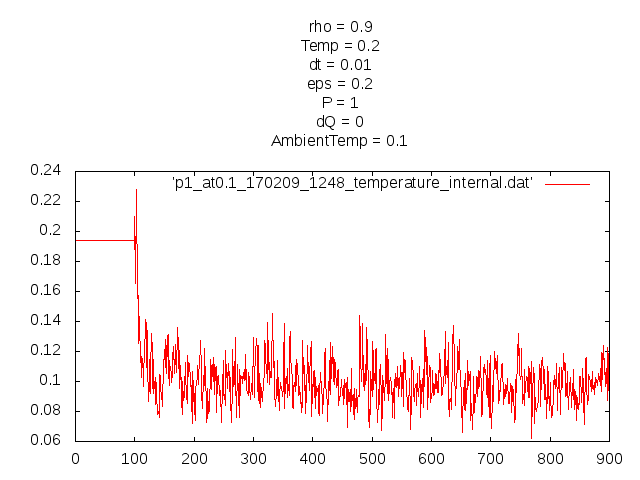 rho = 0.9
Temp = 0.2
dt = 0.01
eps = 0.2
P = 1
dQ = 0
AmbientTemp = 0.1
'p1_at0.1_170209_1248_temperature_internal.dat'
0.24
0.22
0.2
0.18
0.16
0.14
0.12
0.1
0.08
0.06
0 100 200 300 400 500 600 700 800 900